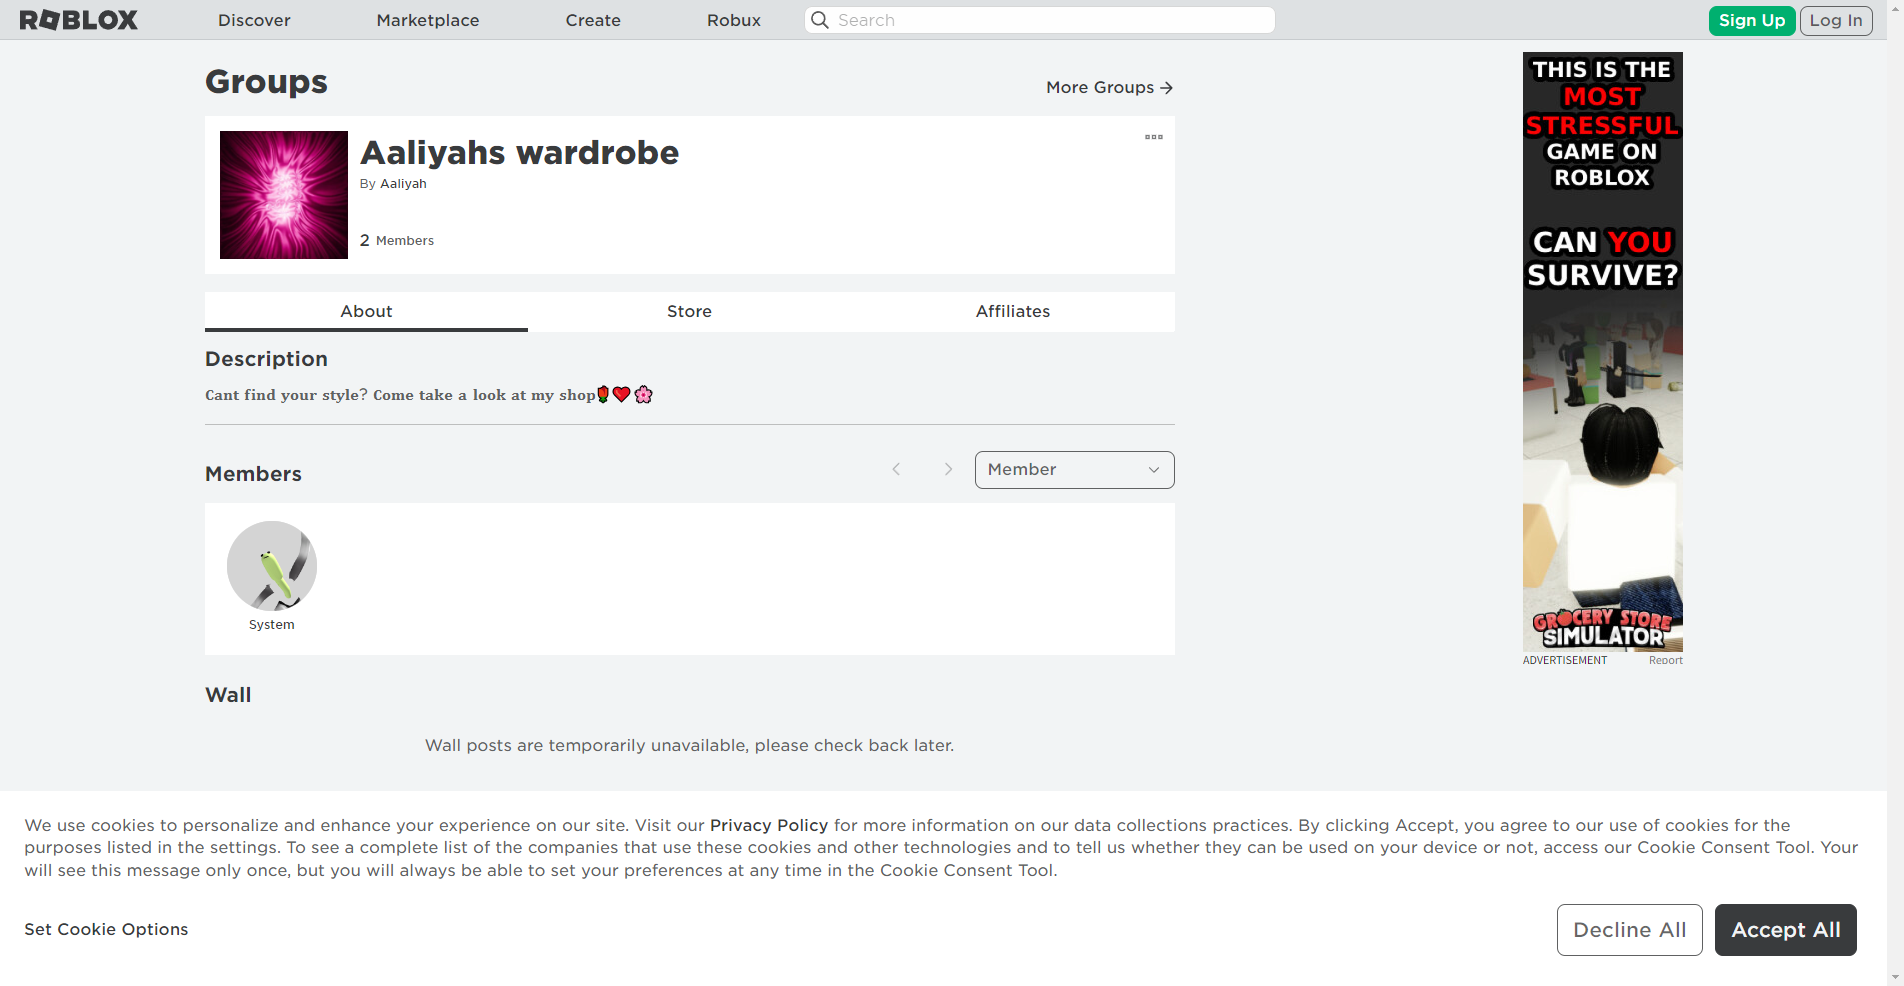 ROBLOX
Discover
Marketplace
Create
Robux
Search
Sign Up
Log In
Groups
More Groups
Aaliyahs wardrobe
By Aaliyah
2 Members
About
Store
Affiliates
Description
Cant find your style? Come take a look at my shop🌹❤️🌸
Members
Member
System
Wall
Wall posts are temporarily unavailable, please check back later.
THIS IS THE
MOST
STRESSFUL
GAME ON
ROBLOX
CAN YOU
SURVIVE?
GROCERY STORE
SIMULATOR
ADVERTISEMENT
Report
We use cookies to personalize and enhance your experience on our site. Visit our Privacy Policy for more information on our data collections practices. By clicking Accept, you agree to our use of cookies for the
purposes listed in the settings. To see a complete list of the companies that use these cookies and other technologies and to tell us whether they can be used on your device or not, access our Cookie Consent Tool. Your
will see this message only once, but you will always be able to set your preferences at any time in the Cookie Consent Tool.
Set Cookie Options
Decline All
Accept All